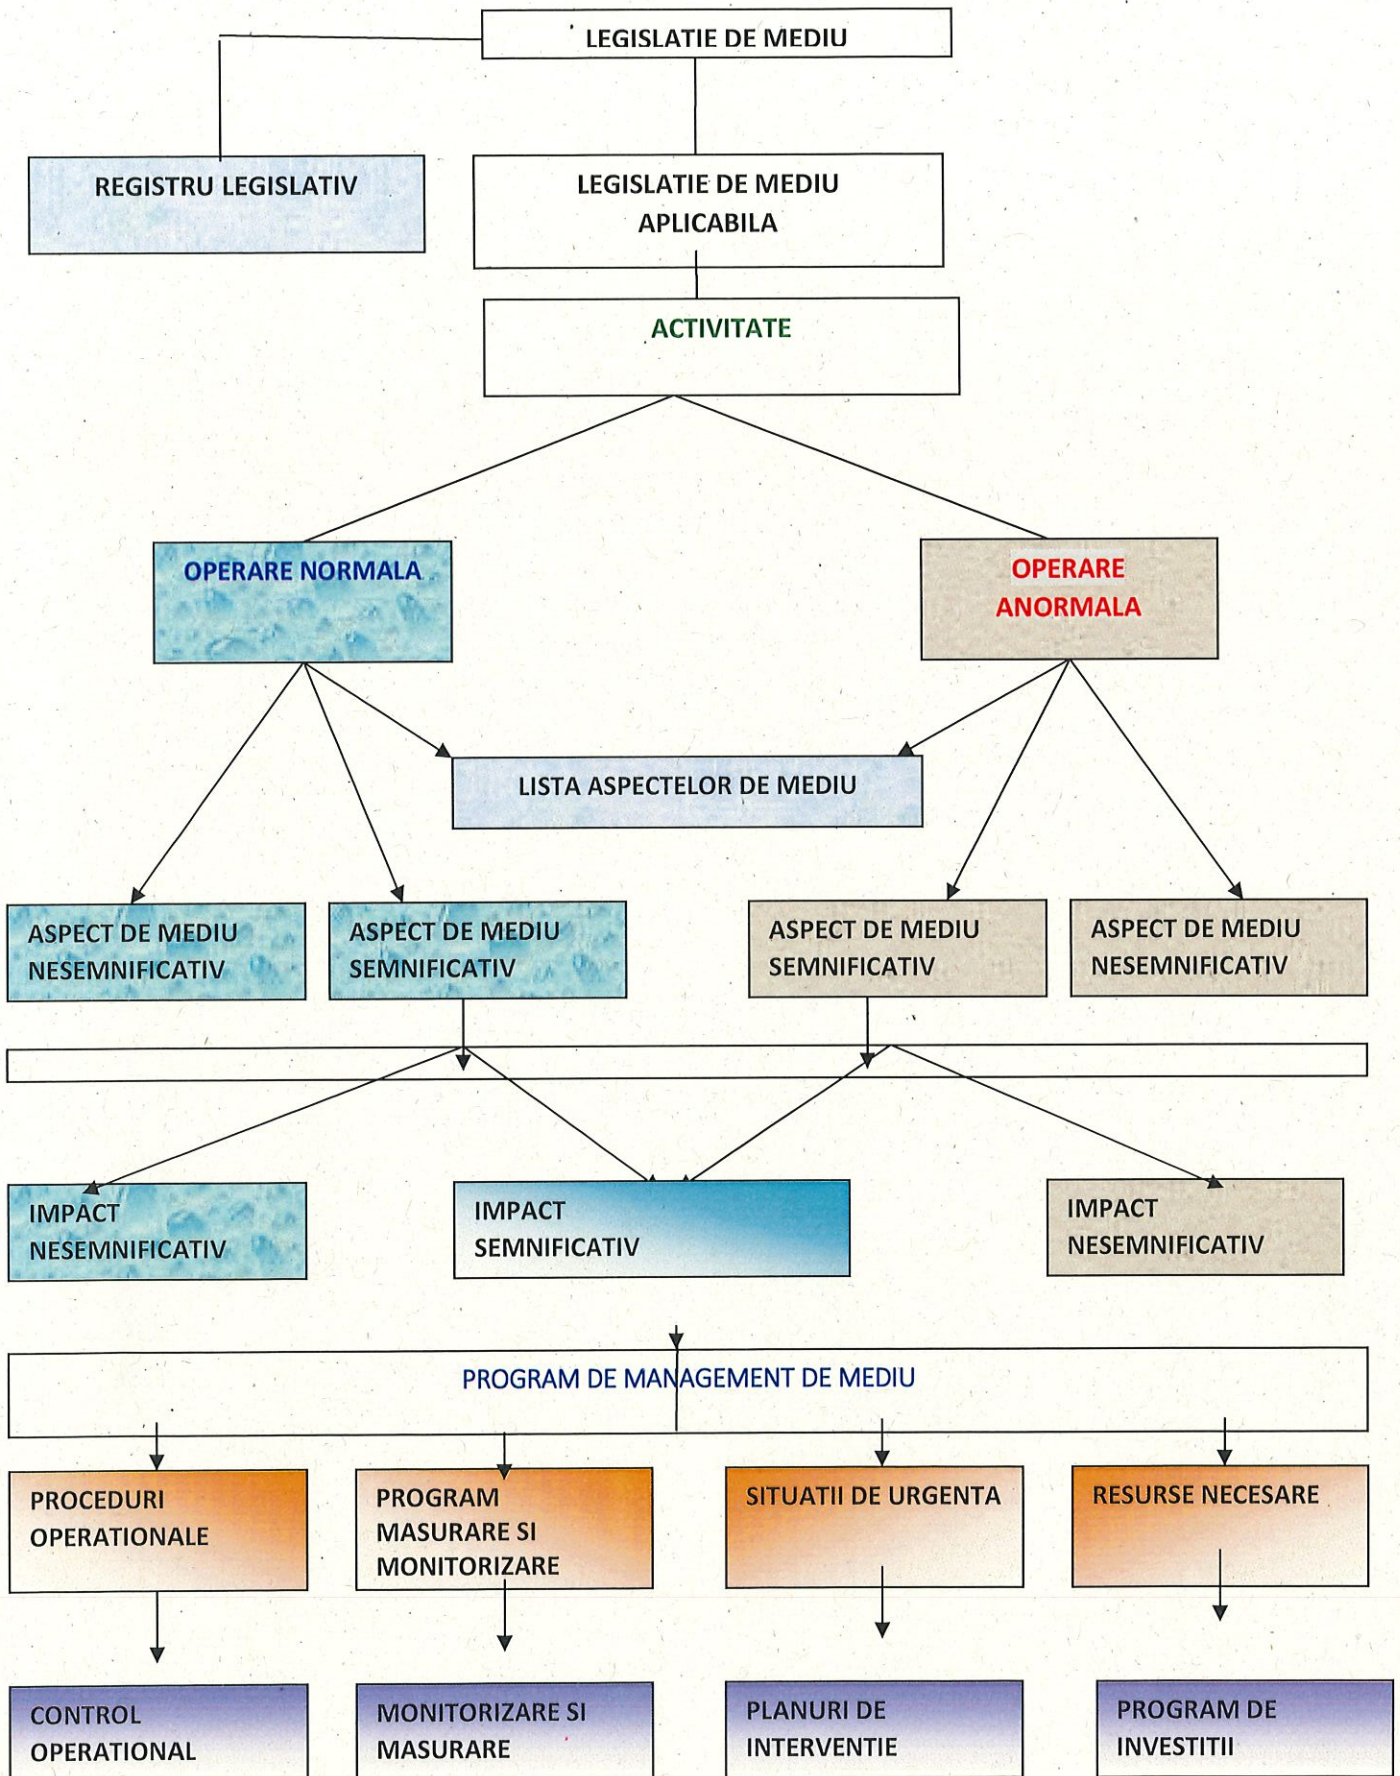 LEGISLATIE DE MEDIU
REGISTRU LEGISLATIV
LEGISLATIE DE MEDIU
APLICABILA
ACTIVITATE
OPERARE NORMALA
OPERARE
ANORMALA
LISTA ASPECTELOR DE MEDIU
ASPECT DE MEDIU
NESEMNIFICATIV
ASPECT DE MEDIU
SEMNIFICATIV
ASPECT DE MEDIU
SEMNIFICATIV
ASPECT DE MEDIU
NESEMNIFICATIV
IMPACT
NESEMNIFICATIV
IMPACT
SEMNIFICATIV
IMPACT
NESEMNIFICATIV
PROGRAM DE MANAGEMENT DE MEDIU
PROCEDURI
OPERATIONALE
PROGRAM
MASURARE SI
MONITORIZARE
SITUATII DE URGENTA
RESURSE NECESARE
CONTROL
OPERATIONAL
MONITORIZARE SI
MASURARE
PLANURI DE
INTERVENTIE
PROGRAM DE
INVESTITII